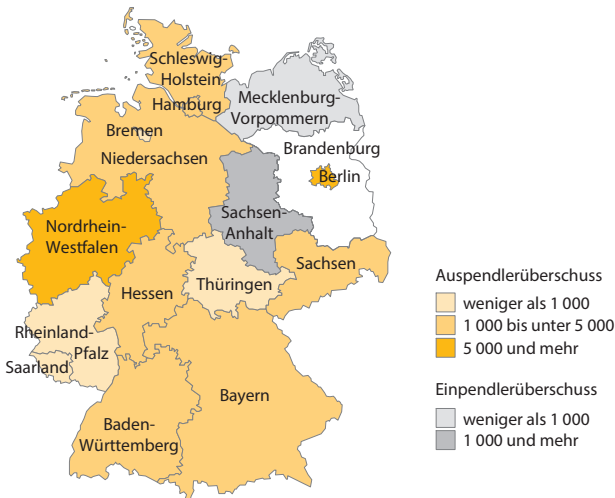 Schleswig-
Holstein
Hamburg
Mecklenburg-
Vorpommern
Bremen
Niedersachsen
Brandenburg
Berlin
Sachsen-
Anhalt
Nordrhein-
Westfalen
Sachsen
Thüringen
Hessen
Rheinland-
Pfalz
Saarland
Bayern
Baden-
Württemberg
Auspendlerüberschuss
weniger als 1 000
1 000 bis unter 5 000
5 000 und mehr
Einpendlerüberschuss
weniger als 1 000
1 000 und mehr